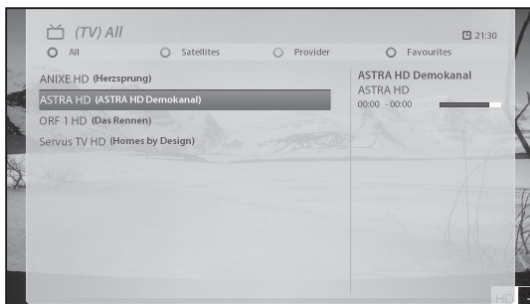 (TV) All
21:30
All Satellites Provider Favourites
ANIXE HD (Herzsprung)
ASTRA HD (ASTRA HD Demokanal)
ORF 1 HD (Das Rennen)
Servus TV HD (Homes by Design)
ASTRA HD Demokanal
ASTRA HD
00:00 - 00:00
HD